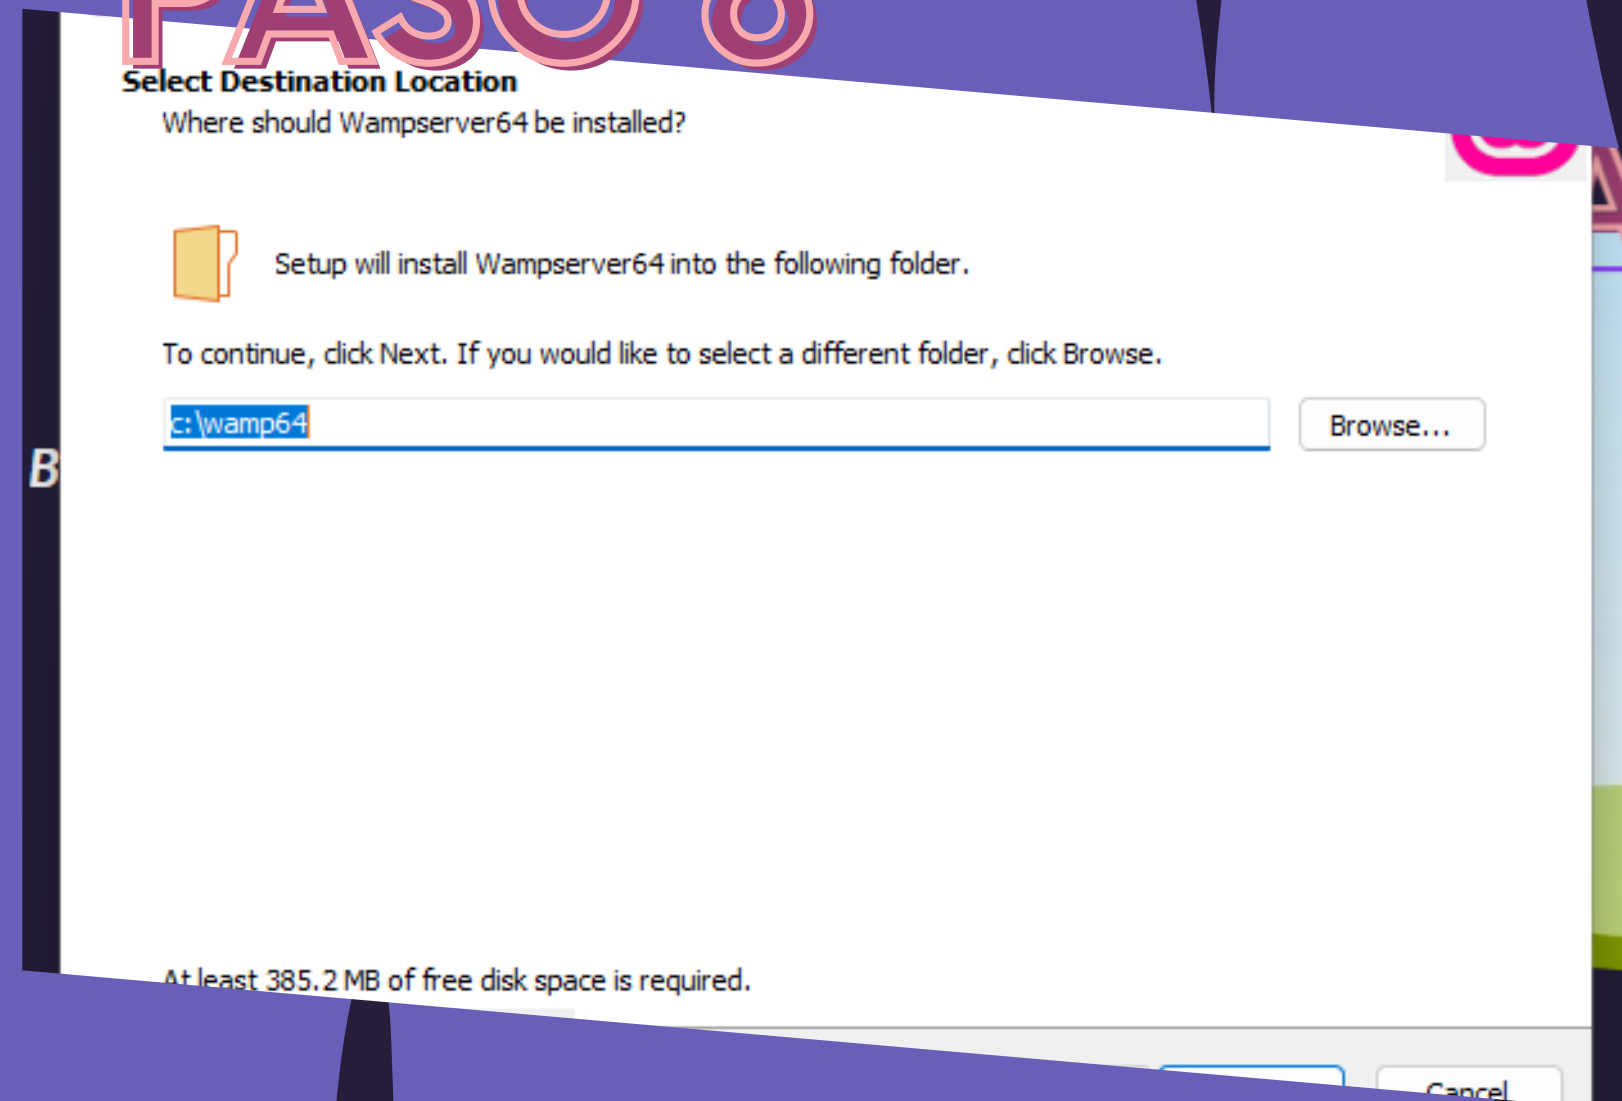 PASO 6
Select Destination Location
Where should Wampserver64 be installed?
Setup will install Wampserver64 into the following folder.
To continue, click Next. If you would like to select a different folder, click Browse.
c:\wamp64
Browse...
B
At least 385.2 MB of free disk space is required.
Cancel